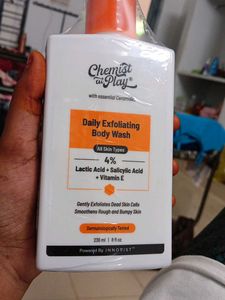 Chemist
at Play®
with essential Ceramides
Daily Exfoliating
Body Wash
All Skin Types
4%
Lactic Acid + Salicylic Acid
+ Vitamin E
Gently Exfoliates Dead Skin Cells
Smoothens Rough and Bumpy Skin
Dermatologically Tested
236 ml | 8 fl oz
Powered By INNOVIST